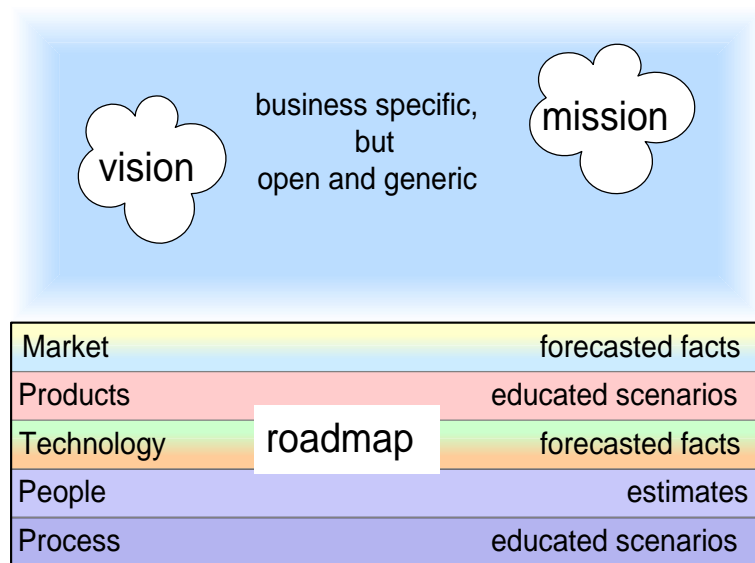 vision
business specific,
but
open and generic
mission
Market forecasted facts
Products educated scenarios
roadmap
Technology forecasted facts
People estimates
Process educated scenarios